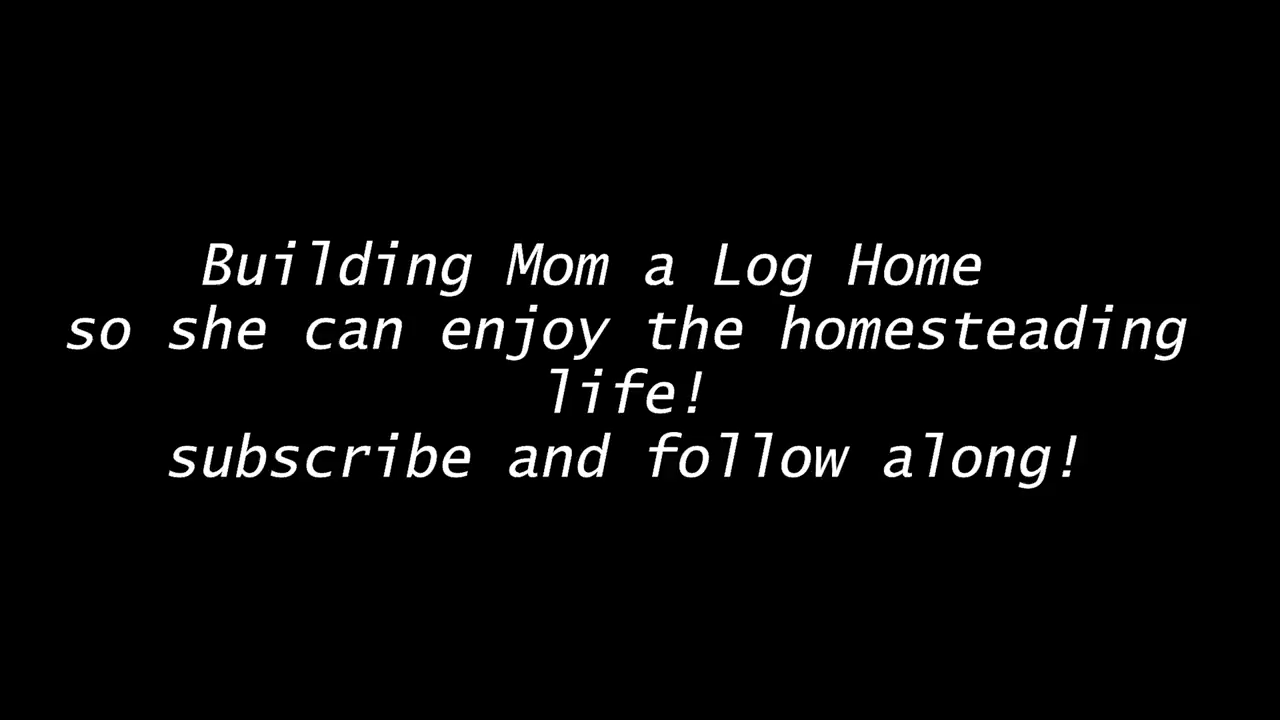 Building Mom a Log Home
so she can enjoy the homesteading
life!
subscribe and follow along!